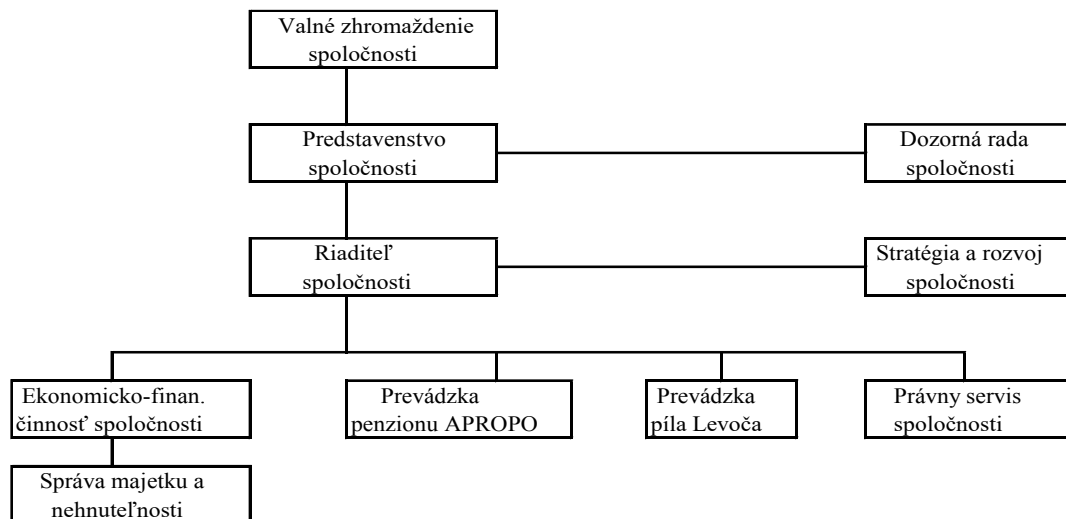 Valné zhromaždenie
spoločnosti
Predstavenstvo
spoločnosti
Dozorná rada
spoločnosti
Riaditeľ
spoločnosti
Stratégia a rozvoj
spoločnosti
Ekonomicko-finan.
činnosť spoločnosti
Prevádzka
penzionu APROPO
Prevádzka
píla Levoča
Právny servis
spoločnosti
Správa majetku a
nehnuteľnosti